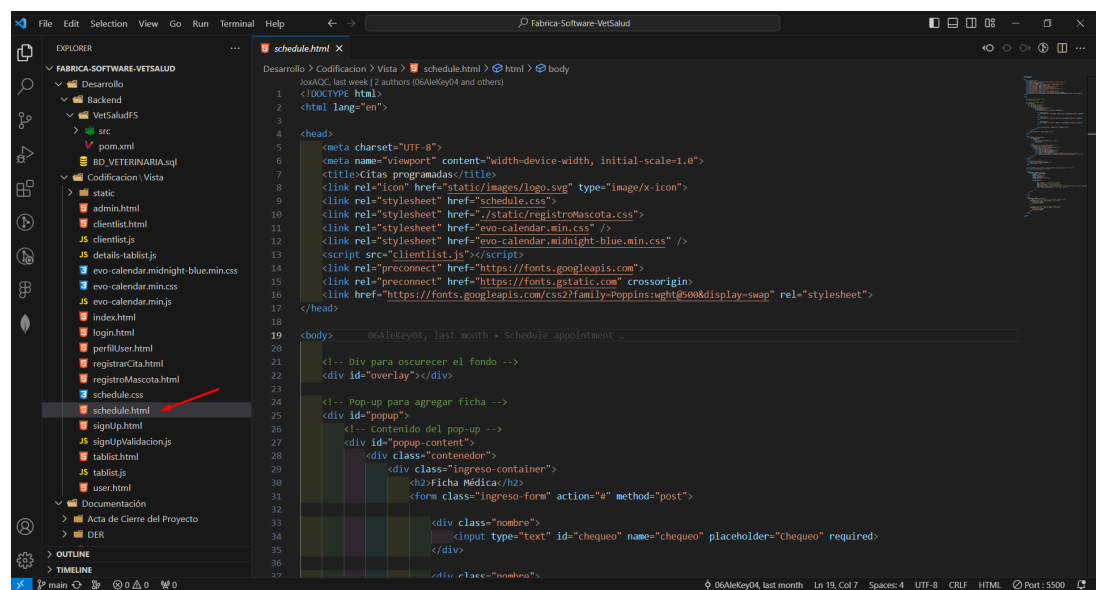 File Edit Selection View Go Run Terminal Help
Fabrica-Software-VetSalud
EXPLORER
FABRICA-SOFTWARE-VETSALUD
Desarrollo
Backend
VetSaludFS
src
pom.xml
BD_VETERINARIA.sql
Codificacion \ Vista
static
admin.html
clientlist.html
JS clientlist.js
JS details-tablist.js
evo-calendar.midnight-blue.min.css
evo-calendar.min.css
JS evo-calendar.min.js
index.html
login.html
perfilUser.html
registrarCita.html
registroMascota.html
schedule.css
schedule.html
signUp.html
JS signUpValidacion.js
tablist.html
JS tablist.js
user.html
Documentación
Acta de Cierre del Proyecto
DER
OUTLINE
TIMELINE
schedule.html
Desarrollo > Codificacion > Vista > schedule.html > html > body
JoxAQC, last week | 2 authors (06AleKey04 and others)
1 <!DOCTYPE html>
2 <html lang="en">
3
4 <head>
5 <meta charset="UTF-8">
6 <meta name="viewport" content="width=device-width, initial-scale=1.0">
7 <title>Citas programadas</title>
8 <link rel="icon" href="static/images/logo.svg" type="image/x-icon">
9 <link rel="stylesheet" href="schedule.css">
10 <link rel="stylesheet" href="./static/registroMascota.css">
11 <link rel="stylesheet" href="evo-calendar.min.css" />
12 <link rel="stylesheet" href="evo-calendar.midnight-blue.min.css" />
13 <script src="clientlist.js"></script>
14 <link rel="preconnect" href="https://fonts.googleapis.com">
15 <link rel="preconnect" href="https://fonts.gstatic.com" crossorigin>
16 <link href="https://fonts.googleapis.com/css2?family=Poppins:wght@500&display=swap" rel="stylesheet">
17 </head>
18
19 <body> 06AleKey04, last month • Schedule appointment …
20
21 <!-- Div para oscurecer el fondo -->
22 <div id="overlay"></div>
23
24 <!-- Pop-up para agregar ficha -->
25 <div id="popup">
26 <!-- Contenido del pop-up -->
27 <div id="popup-content">
28 <div class="contenedor">
29 <div class="ingreso-container">
30 <h2>Ficha Médica</h2>
31 <form class="ingreso-form" action="#" method="post">
32
33 <div class="nombre">
34 <input type="text" id="chequeo" name="chequeo" placeholder="Chequeo" required>
35 </div>
36
37 <div class="nombre">
main 0 0 0 06AleKey04, last month Ln 19, Col 7 Spaces: 4 UTF-8 CRLF HTML Port : 5500